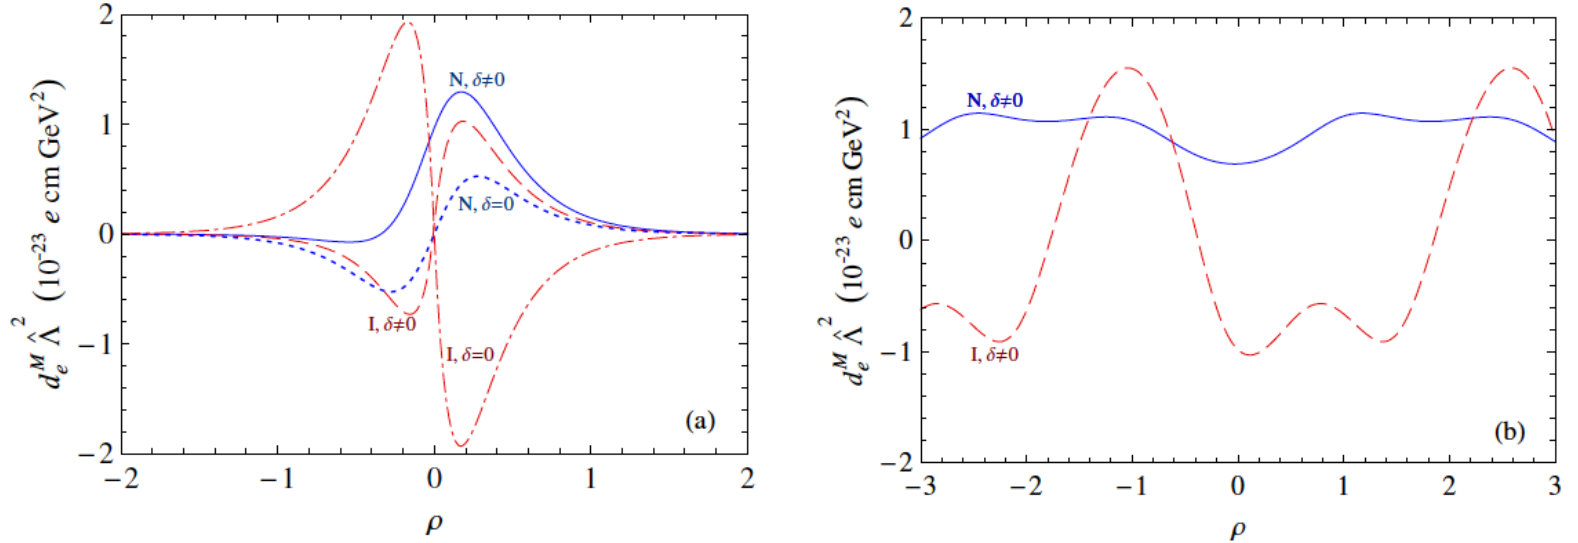 d_e^M Λ̂^2 (10^-23 e cm GeV^2)
2
1
0
−1
−2
N, δ≠0
N, δ=0
I, δ≠0
I, δ=0
(a)
−2 −1 0 1 2
ρ
d_e^M Λ̂^2 (10^-23 e cm GeV^2)
2
1
0
−1
−2
N, δ≠0
I, δ≠0
(b)
−3 −2 −1 0 1 2 3
ρ